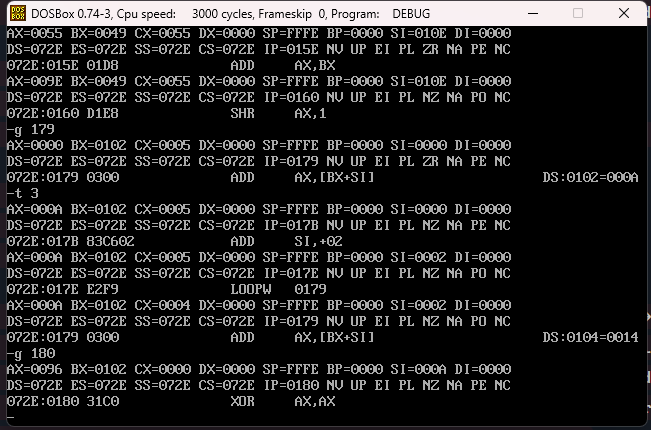 DOS BOX DOSBox 0.74-3, Cpu speed: 3000 cycles, Frameskip 0, Program: DEBUG
AX=0055 BX=0049 CX=0055 DX=0000 SP=FFFE BP=0000 SI=010E DI=0000
DS=072E ES=072E SS=072E CS=072E IP=015E NV UP EI PL ZR NA PE NC
072E:015E 01D8 ADD AX,BX
AX=009E BX=0049 CX=0055 DX=0000 SP=FFFE BP=0000 SI=010E DI=0000
DS=072E ES=072E SS=072E CS=072E IP=0160 NV UP EI PL NZ NA PO NC
072E:0160 D1E8 SHR AX,1
-g 179
AX=0000 BX=0102 CX=0005 DX=0000 SP=FFFE BP=0000 SI=0000 DI=0000
DS=072E ES=072E SS=072E CS=072E IP=0179 NV UP EI PL ZR NA PE NC
072E:0179 0300 ADD AX,[BX+SI] DS:0102=000A
-t 3
AX=000A BX=0102 CX=0005 DX=0000 SP=FFFE BP=0000 SI=0000 DI=0000
DS=072E ES=072E SS=072E CS=072E IP=017B NV UP EI PL NZ NA PE NC
072E:017B 83C602 ADD SI,+02
AX=000A BX=0102 CX=0005 DX=0000 SP=FFFE BP=0000 SI=0002 DI=0000
DS=072E ES=072E SS=072E CS=072E IP=017E NV UP EI PL NZ NA PO NC
072E:017E E2F9 LOOPW 0179
AX=000A BX=0102 CX=0004 DX=0000 SP=FFFE BP=0000 SI=0002 DI=0000
DS=072E ES=072E SS=072E CS=072E IP=0179 NV UP EI PL NZ NA PO NC
072E:0179 0300 ADD AX,[BX+SI] DS:0104=0014
-g 180
AX=0096 BX=0102 CX=0000 DX=0000 SP=FFFE BP=0000 SI=000A DI=0000
DS=072E ES=072E SS=072E CS=072E IP=0180 NV UP EI PL NZ NA PE NC
072E:0180 31C0 XOR AX,AX
_